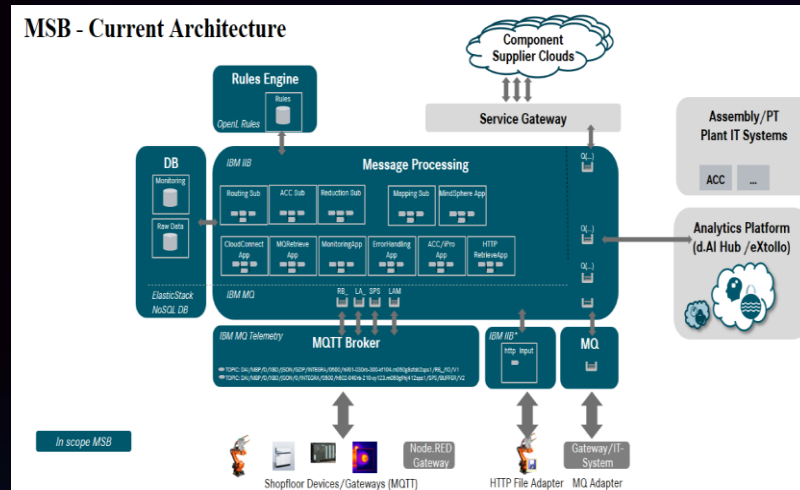 MSB - Current Architecture
Component
Supplier Clouds
Rules Engine
Rules
OpenL Rules
Service Gateway
Assembly/PT
Plant IT Systems
ACC
...
DB
Monitoring
Raw Data
ElasticStack
NoSQL DB
IBM IIB
Message Processing
Q(...)
Routing Sub
ACC Sub
Reduction Sub
Mapping Sub
MindSphere App
CloudConnect
App
MQRetrieve
App
MonitoringApp
ErrorHandling
App
ACC/iPro
App
HTTP
RetrieveApp
Q(...)
Q(...)
Analytics Platform
(d.AI Hub /eXtollo)
IBM MQ
RB_
LA_
SPS
LAM
IBM MQ Telemetry
MQTT Broker
IBM IIB*
http Input
MQ
In scope MSB
Node.RED
Gateway
Gateway/IT-
System
Shopfloor Devices/Gateways (MQTT)
HTTP File Adapter
MQ Adapter